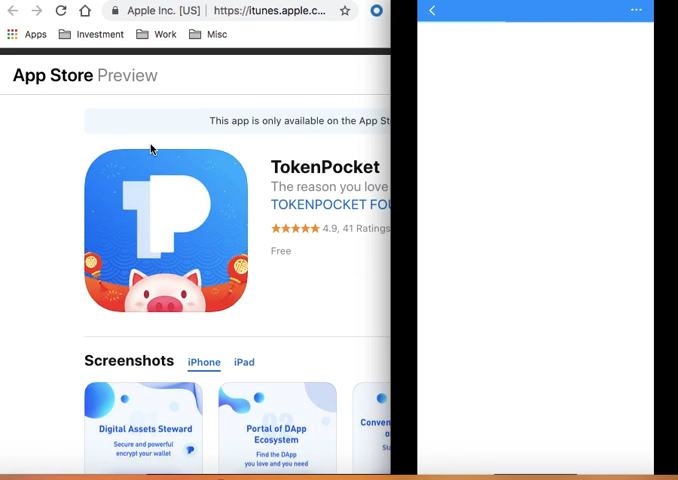 Apple Inc. [US]
https://itunes.apple.c...
Apps
Investment
Work
Misc
App Store Preview
This app is only available on the App St
TokenPocket
The reason you love
TOKENPOCKET FOU
4.9, 41 Ratings
Free
Screenshots
iPhone
iPad
01
Digital Assets Steward
Secure and powerful
encrypt your wallet
02
Portal of DApp
Ecosystem
Find the DApp
you love and you need
Conven
o